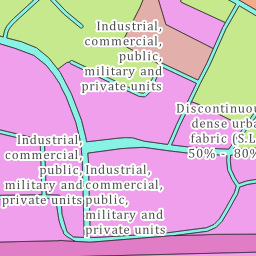 Industrial,
commercial,
public,
military and
private units
Discontinuou
dense urba
fabric (S.L
50% - 80%
Industrial,
commercial,
public,
military and
private units
Industrial,
commercial,
public,
military and
private units